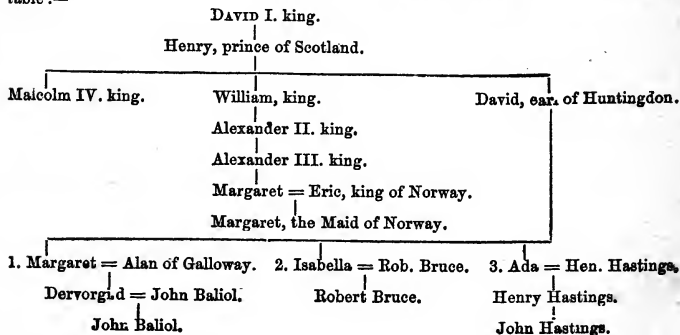 table :—
DAVID I. king.
Henry, prince of Scotland.
Malcolm IV. king. William, king. David, earl of Huntingdon.
Alexander II. king.
Alexander III. king.
Margaret = Eric, king of Norway.
Margaret, the Maid of Norway.
1. Margaret = Alan of Galloway. 2. Isabella = Rob. Bruce. 3. Ada = Hen. Hastings.
Dervorgid = John Baliol. Robert Bruce. Henry Hastings.
John Baliol. John Hastings.